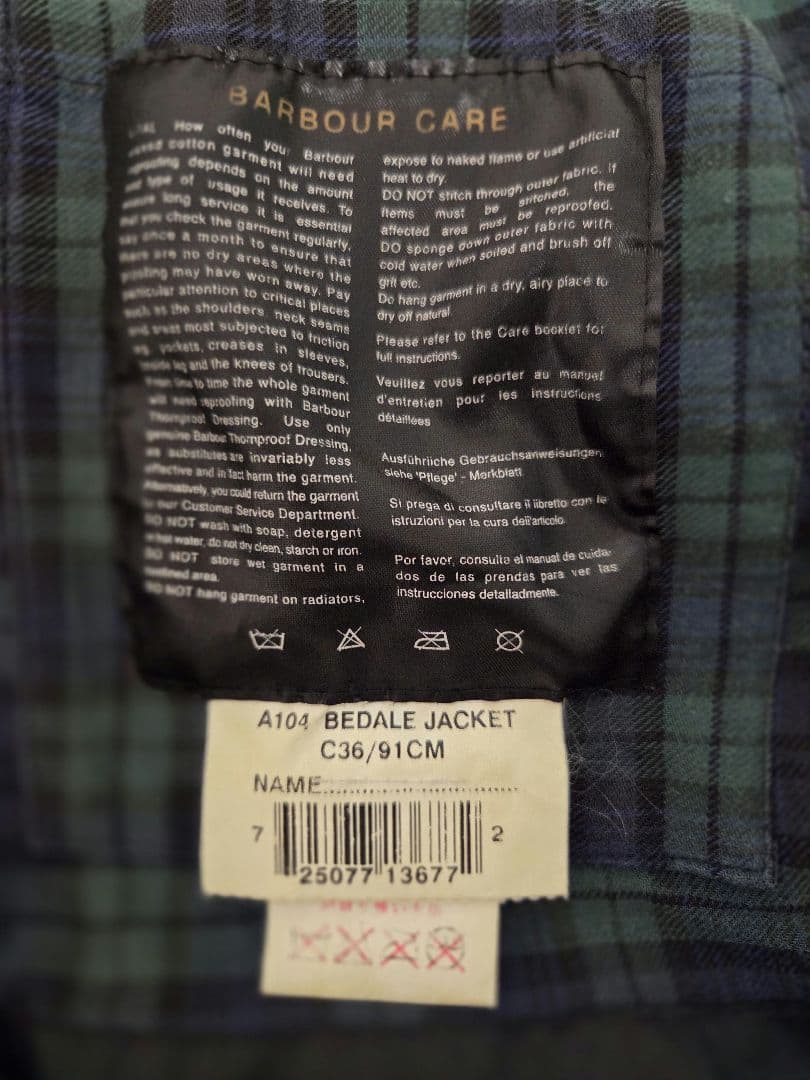 BARBOUR CARE
How often your Barbour
cotton garment will need
depends on the amount
type of usage it receives. To
long service it is essential
you check the garment regularly,
once a month to ensure that
are no dry areas where the
may have worn away. Pay
attention to critical places
as the shoulders neck seams
most subjected to friction
pockets, creases in sleeves,
and the knees of trousers.
to time the whole garment
reproofing with Barbour
Thornproof Dressing. Use only
genuine Barbour Thornproof Dressing,
as substitutes are invariably less
effective and in fact harm the garment.
Alternatively, you could return the garment
our Customer Service Department.
DO NOT wash with soap, detergent
hot water, do not dry clean, starch or iron.
DO NOT store wet garment in a
area.
DO NOT hang garment on radiators,
expose to naked flame or use artificial
heat to dry.
DO NOT stitch through outer fabric. If
items must be stitched, the
affected area must be reproofed.
DO sponge down outer fabric with
cold water when soiled and brush off
grit etc.
Do hang garment in a dry, airy place to
dry off natural
Please refer to the Care booklet for
full instructions.
Veuillez vous reporter au manuel
d'entretien pour les instructions
détaillées
Ausführliche Gebrauchsanweisungen
siehe 'Pflege' - Merkblatt
Si prega di consultare il libretto con le
istruzioni per la cura dell'articolo
Por favor, consulta el manual de cuida-
dos de las prendas para ver las
instrucciones detalladmente.
A104 BEDALE JACKET
C36/91CM
NAME
7 25077 13677 2